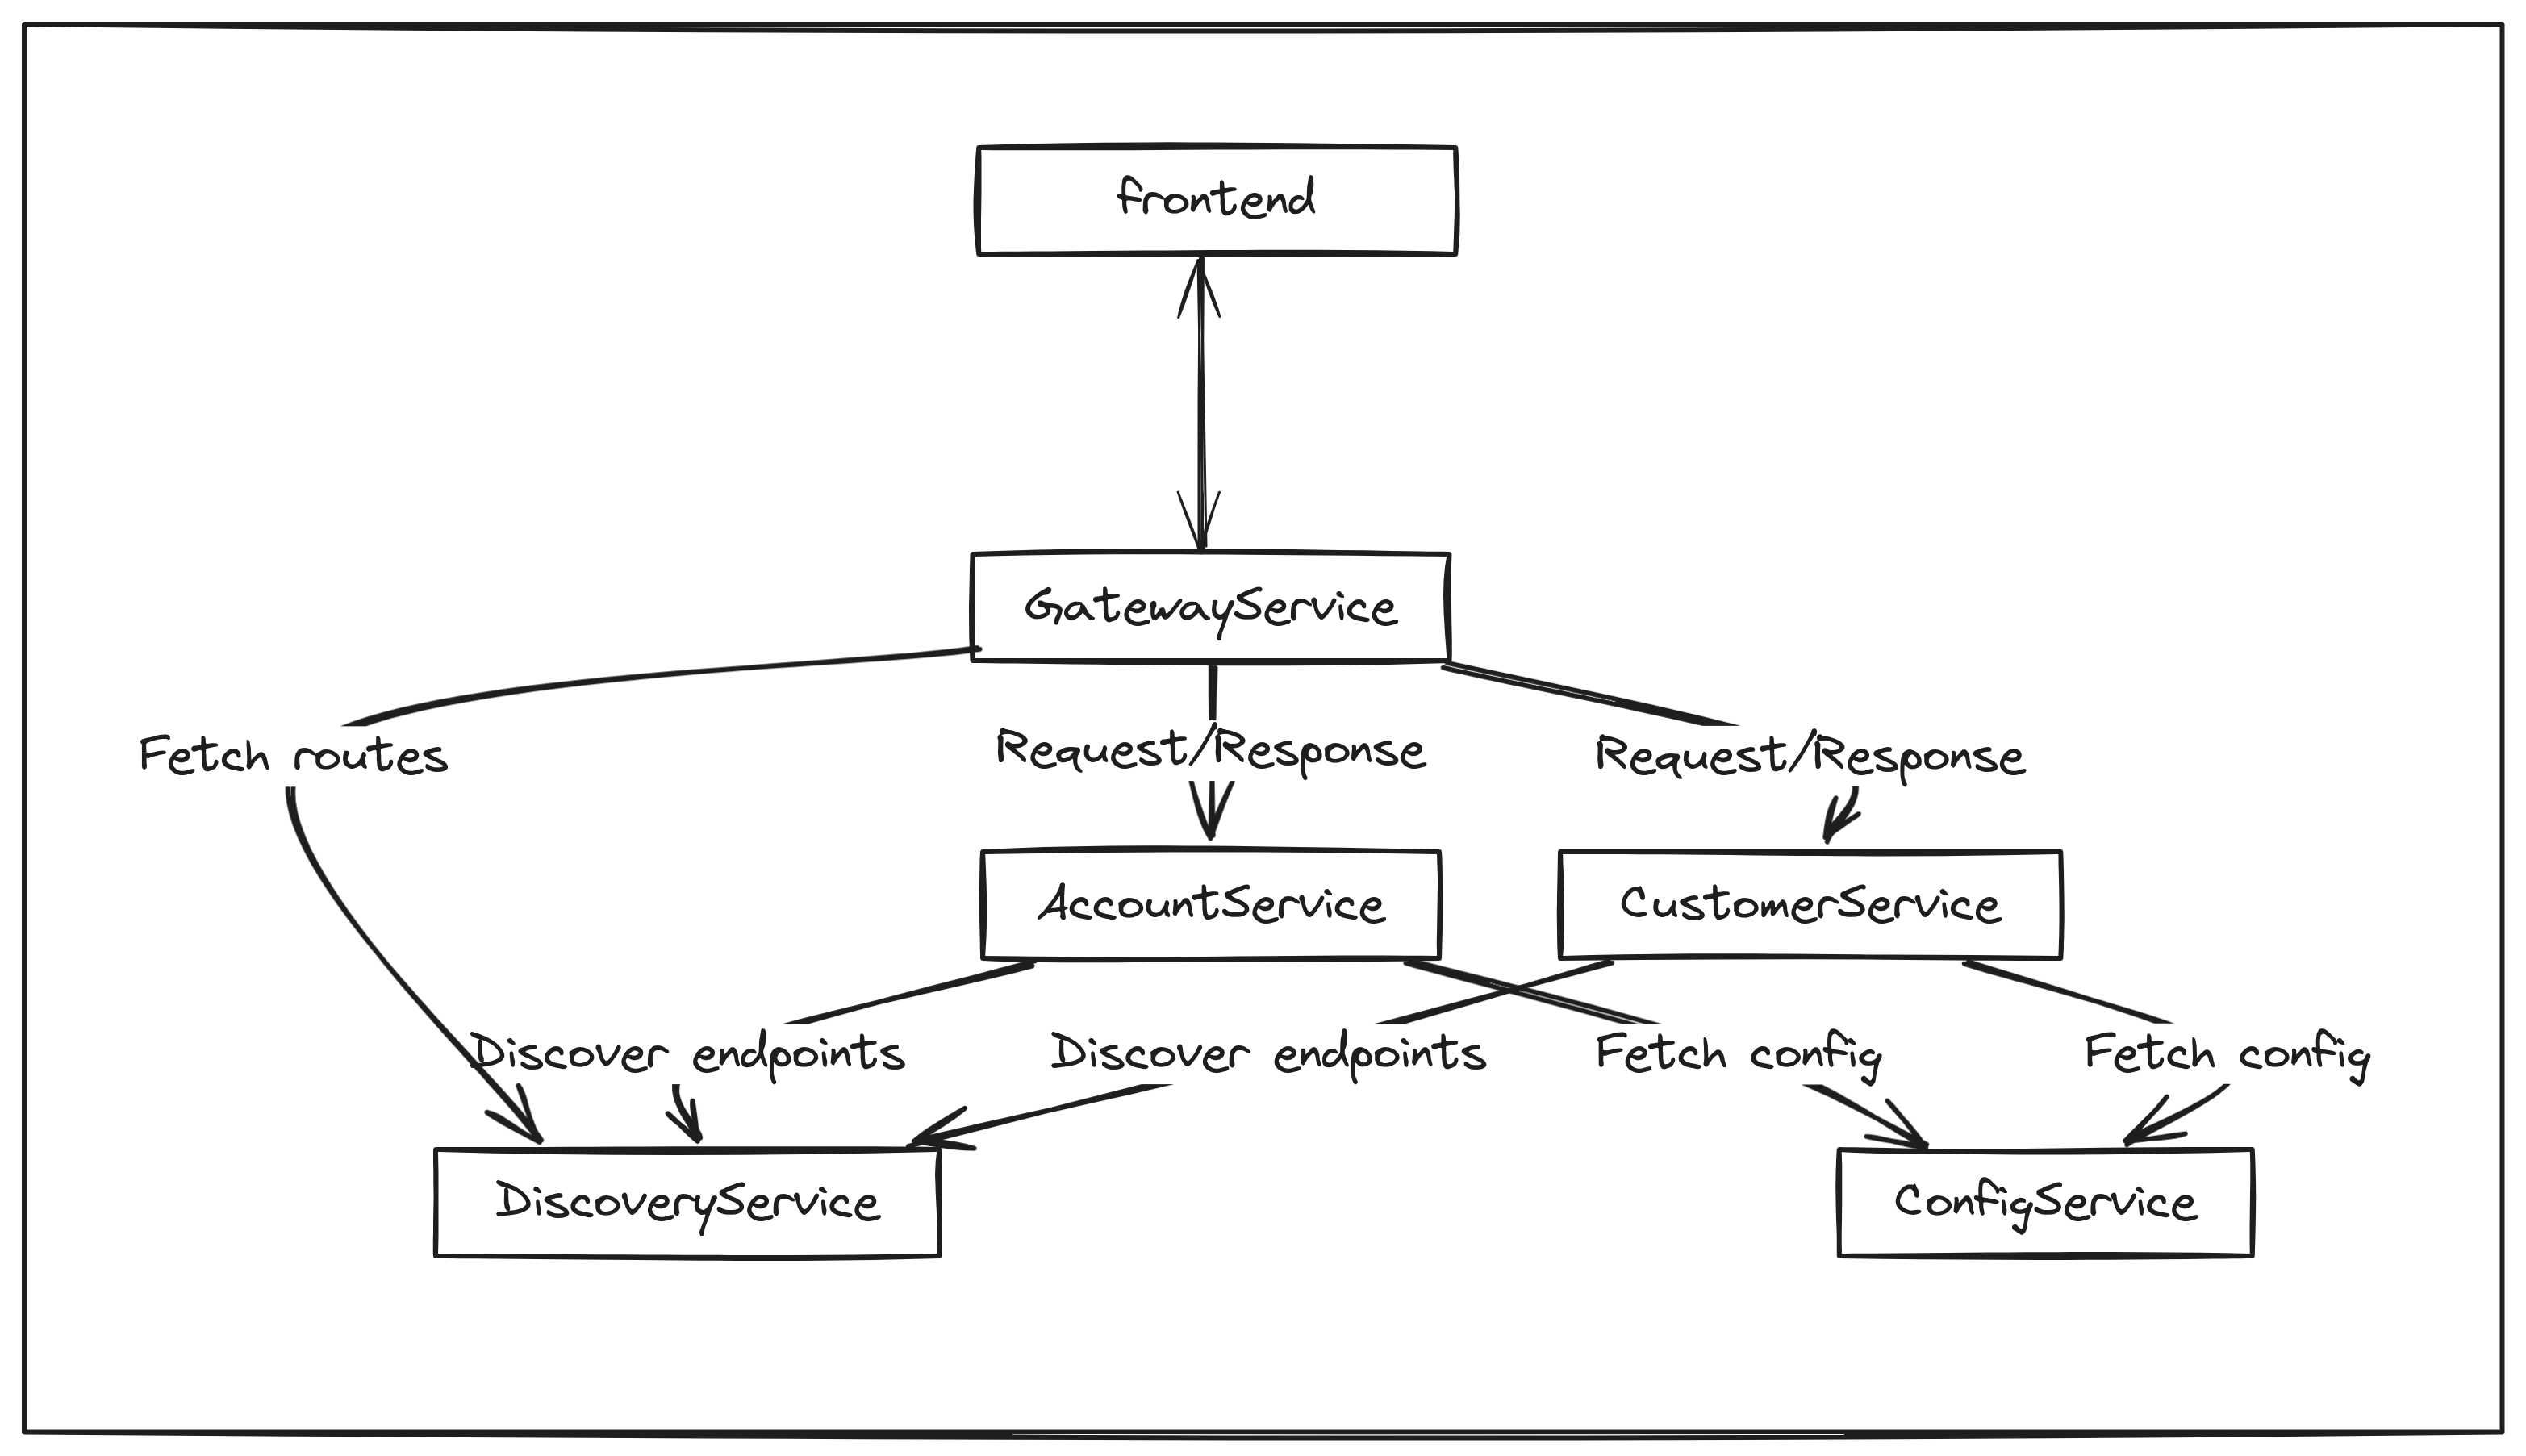 frontend
GatewayService
Fetch routes
Request/Response
Request/Response
AccountService
CustomerService
Discover endpoints
Discover endpoints
Fetch config
Fetch config
DiscoveryService
ConfigService